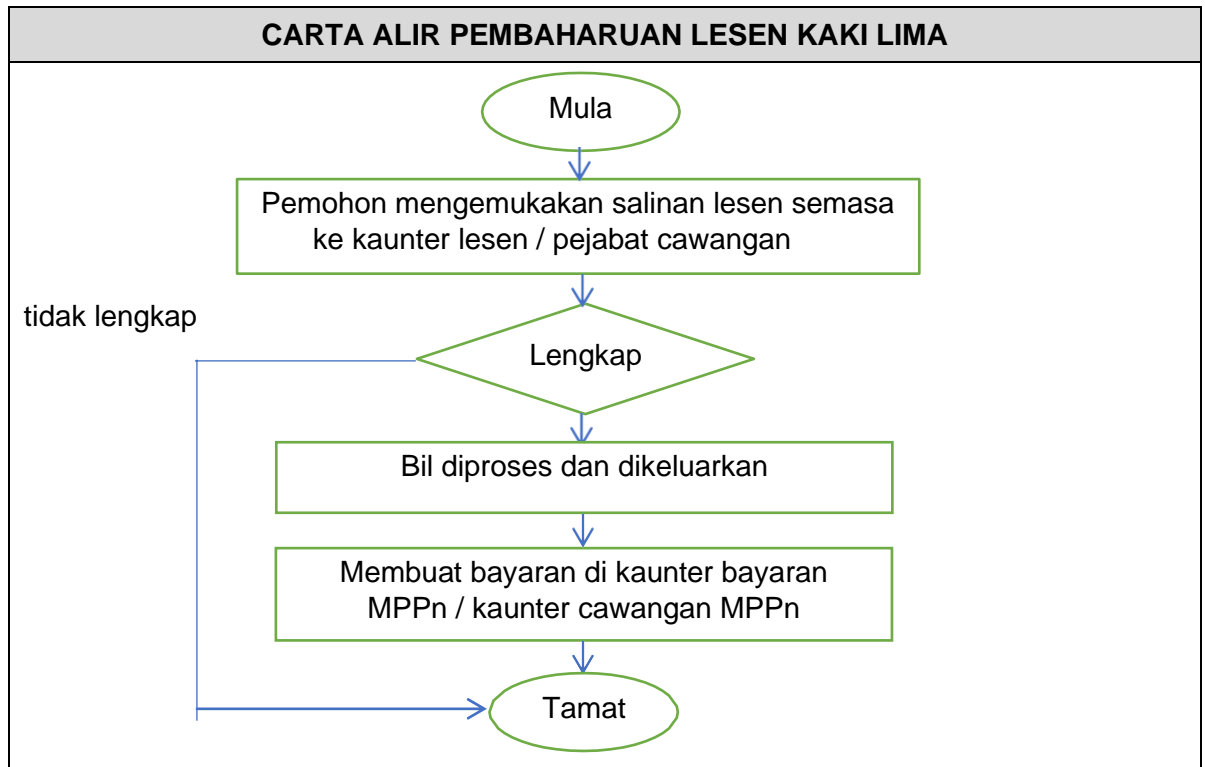 CARTA ALIR PEMBAHARUAN LESEN KAKI LIMA
Mula
Pemohon mengemukakan salinan lesen semasa
ke kaunter lesen / pejabat cawangan
tidak lengkap
Lengkap
Bil diproses dan dikeluarkan
Membuat bayaran di kaunter bayaran
MPPn / kaunter cawangan MPPn
Tamat